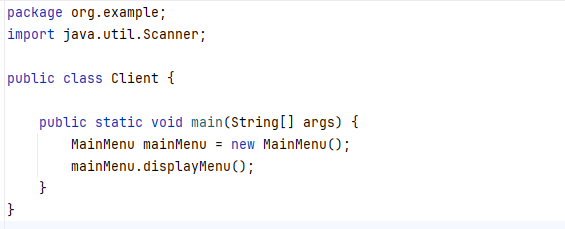 package org.example;
import java.util.Scanner;
public class Client {
public static void main(String[] args) {
MainMenu mainMenu = new MainMenu();
mainMenu.displayMenu();
}
}